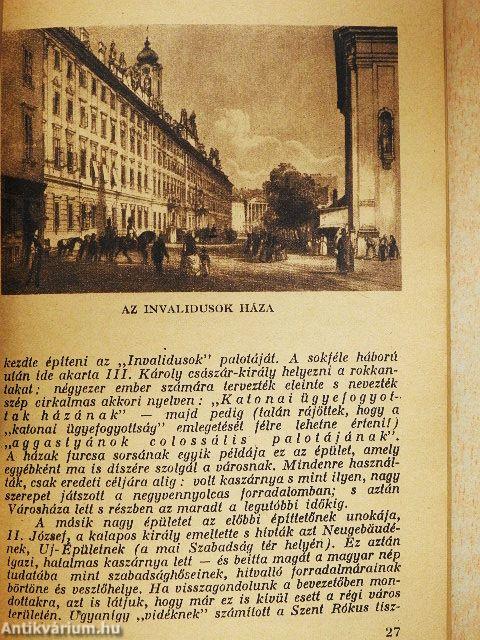 AZ INVALIDUSOK HÁZA
kezdte építeni az „Invalidusok” palotáját. A sokféle háború
után ide akarta III. Károly császár-király helyezni a rokkan-
takat; négyezer ember számára tervezték eleinte s nevezték
szép cirkalmas akkori nyelven: „Katonai ügyefogyot-
tak házának” — majd pedig (talán rájöttek, hogy a
„katonai ügyefogyottság” emlegetését félre lehetne érteni!)
„aggastyánok colossális palotájának”.
A házak furcsa sorsának egyik példája ez az épület, amely
egyébként ma is díszére szolgál a városnak. Mindenre használ-
ták, csak eredeti céljára alig: volt kaszárnya s mint ilyen, nagy
szerepet játszott a negyvennyolcas forradalomban; s aztán
Városháza lett s részben az maradt a legutóbbi időkig.
A másik nagy épületet az előbbi építtetőnek unokája,
II. József, a kalapos király emeltette s hívták azt Neugebäudé-
nek, Uj-Épületnek (a mai Szabadság tér helyén). Ez aztán
igazi, hatalmas kaszárnya lett — és beitta magát a magyar nép
tudatába mint szabadsághőseinek, hitvalló forradalmárainak
börtöne és vesztőhelye. Ha visszagondolunk a bevezetőben mon-
dottakra, azt is látjuk, hogy már ez is kívül esett a régi város
területén. Ugyanígy „vidéknek” számított a Szent Rókus tisz-
27
Antikvárium.hu